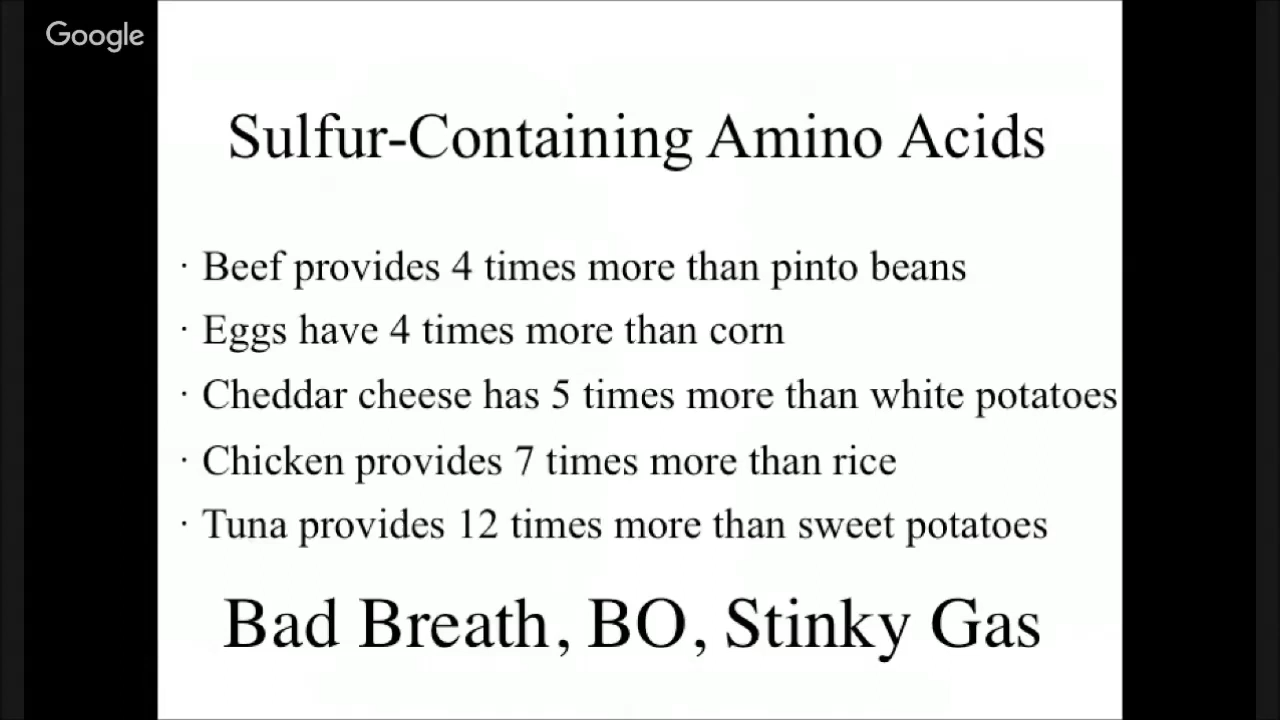 Google
Sulfur-Containing Amino Acids
· Beef provides 4 times more than pinto beans
· Eggs have 4 times more than corn
· Cheddar cheese has 5 times more than white potatoes
· Chicken provides 7 times more than rice
· Tuna provides 12 times more than sweet potatoes
Bad Breath, BO, Stinky Gas